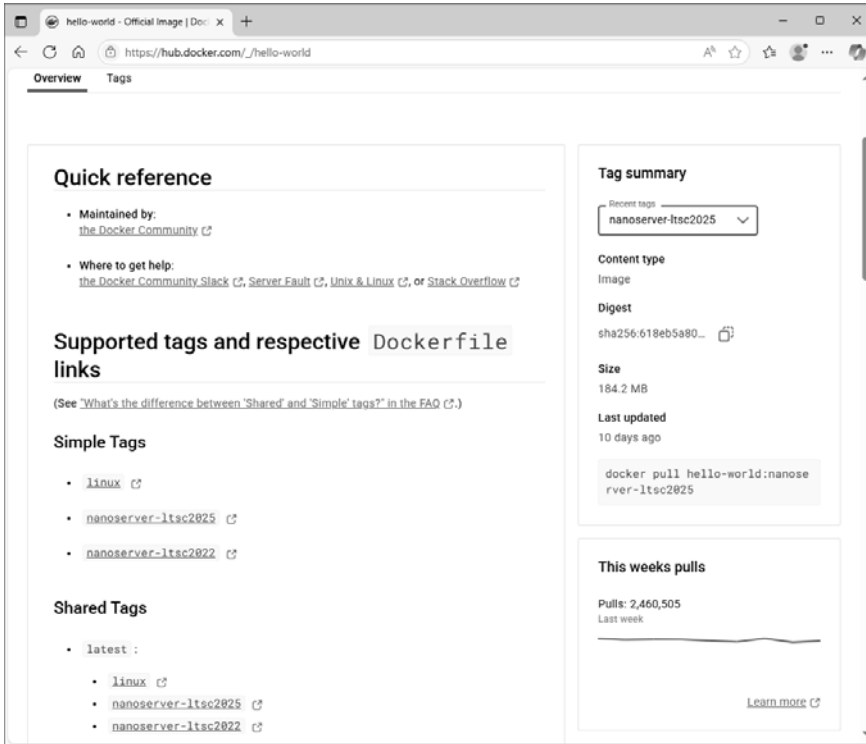 hello-world - Official Image | Doc
https://hub.docker.com/_/hello-world
Overview Tags
Quick reference
• Maintained by:
the Docker Community
• Where to get help:
the Docker Community Slack, Server Fault, Unix & Linux, or Stack Overflow
Supported tags and respective Dockerfile
links
(See "What's the difference between 'Shared' and 'Simple' tags?" in the FAQ.)
Simple Tags
• linux
• nanoserver-ltsc2025
• nanoserver-ltsc2022
Shared Tags
• latest :
• linux
• nanoserver-ltsc2025
• nanoserver-ltsc2022
Tag summary
Recent tags
nanoserver-ltsc2025
Content type
Image
Digest
sha256:618eb5a80...
Size
184.2 MB
Last updated
10 days ago
docker pull hello-world:nanose
rver-ltsc2025
This weeks pulls
Pulls: 2,460,505
Last week
Learn more